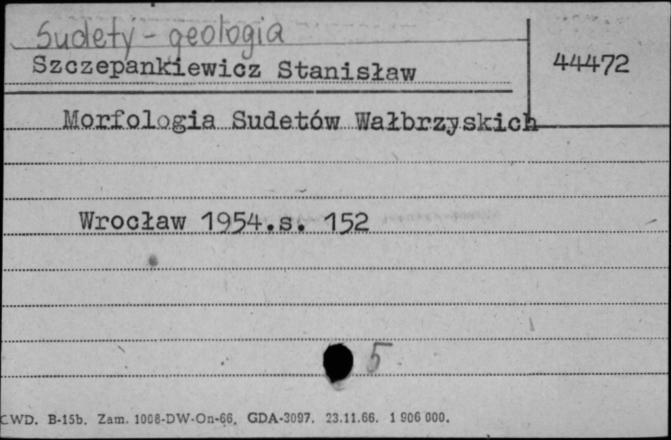 Sudety - geologia
Szczepankiewicz Stanisław
44472
Morfologia Sudetów Wałbrzyskich
Wrocław 1954.s. 152
5
CWD. B-15b. Zam. 1008-DW-On-66. GDA-3097. 23.11.66. 1 906 000.